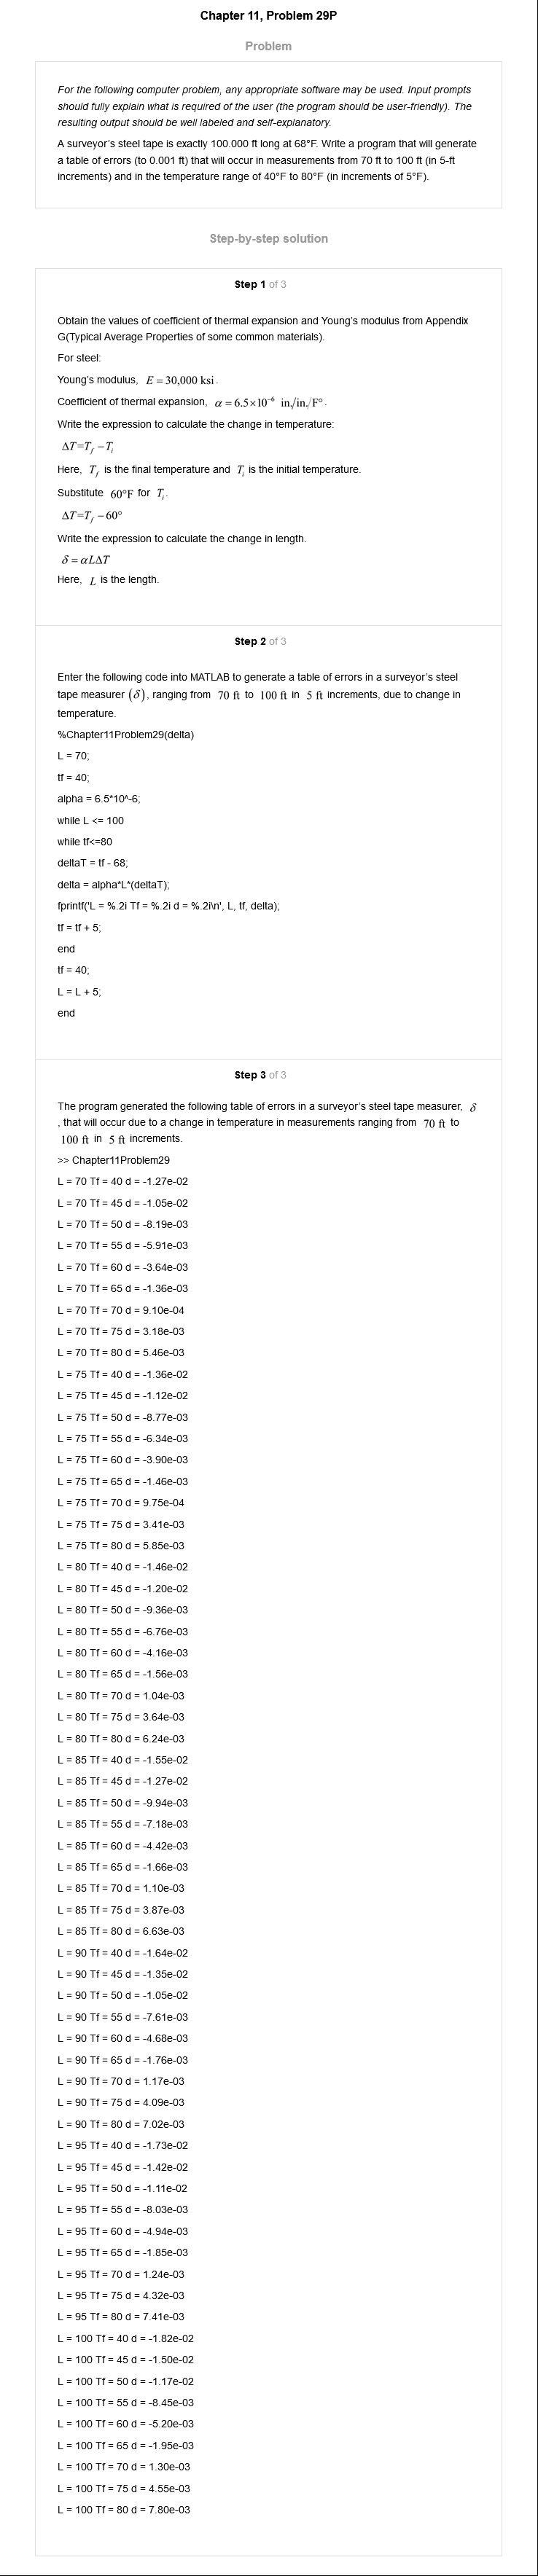 Chapter 11, Problem 29P
Problem
For the following computer problem, any appropriate software may be used. Input prompts
should fully explain what is required of the user (the program should be user-friendly). The
resulting output should be well labeled and self-explanatory.
A surveyor's steel tape is exactly 100.000 ft long at 68°F. Write a program that will generate
a table of errors (to 0.001 ft) that will occur in measurements from 70 ft to 100 ft (in 5-ft
increments) and in the temperature range of 40°F to 80°F (in increments of 5°F).
Step-by-step solution
Step 1 of 3
Obtain the values of coefficient of thermal expansion and Young's modulus from Appendix
G(Typical Average Properties of some common materials).
For steel:
Young's modulus, E = 30,000 ksi.
Coefficient of thermal expansion, α = 6.5×10⁻⁶ in./in./F°.
Write the expression to calculate the change in temperature:
ΔT=T_f − T_i
Here, T_f is the final temperature and T_i is the initial temperature.
Substitute 60°F for T_i.
ΔT=T_f − 60°
Write the expression to calculate the change in length.
δ = αLΔT
Here, L is the length.
Step 2 of 3
Enter the following code into MATLAB to generate a table of errors in a surveyor's steel
tape measurer (δ), ranging from 70 ft to 100 ft in 5 ft increments, due to change in
temperature.
%Chapter11Problem29(delta)
L = 70;
tf = 40;
alpha = 6.5*10^-6;
while L <= 100
while tf<=80
deltaT = tf - 68;
delta = alpha*L*(deltaT);
fprintf('L = %.2i Tf = %.2i d = %.2i\n', L, tf, delta);
tf = tf + 5;
end
tf = 40;
L = L + 5;
end
Step 3 of 3
The program generated the following table of errors in a surveyor's steel tape measurer, δ
, that will occur due to a change in temperature in measurements ranging from 70 ft to
100 ft in 5 ft increments.
>> Chapter11Problem29
L = 70 Tf = 40 d = -1.27e-02
L = 70 Tf = 45 d = -1.05e-02
L = 70 Tf = 50 d = -8.19e-03
L = 70 Tf = 55 d = -5.91e-03
L = 70 Tf = 60 d = -3.64e-03
L = 70 Tf = 65 d = -1.36e-03
L = 70 Tf = 70 d = 9.10e-04
L = 70 Tf = 75 d = 3.18e-03
L = 70 Tf = 80 d = 5.46e-03
L = 75 Tf = 40 d = -1.36e-02
L = 75 Tf = 45 d = -1.12e-02
L = 75 Tf = 50 d = -8.77e-03
L = 75 Tf = 55 d = -6.34e-03
L = 75 Tf = 60 d = -3.90e-03
L = 75 Tf = 65 d = -1.46e-03
L = 75 Tf = 70 d = 9.75e-04
L = 75 Tf = 75 d = 3.41e-03
L = 75 Tf = 80 d = 5.85e-03
L = 80 Tf = 40 d = -1.46e-02
L = 80 Tf = 45 d = -1.20e-02
L = 80 Tf = 50 d = -9.36e-03
L = 80 Tf = 55 d = -6.76e-03
L = 80 Tf = 60 d = -4.16e-03
L = 80 Tf = 65 d = -1.56e-03
L = 80 Tf = 70 d = 1.04e-03
L = 80 Tf = 75 d = 3.64e-03
L = 80 Tf = 80 d = 6.24e-03
L = 85 Tf = 40 d = -1.55e-02
L = 85 Tf = 45 d = -1.27e-02
L = 85 Tf = 50 d = -9.94e-03
L = 85 Tf = 55 d = -7.18e-03
L = 85 Tf = 60 d = -4.42e-03
L = 85 Tf = 65 d = -1.66e-03
L = 85 Tf = 70 d = 1.10e-03
L = 85 Tf = 75 d = 3.87e-03
L = 85 Tf = 80 d = 6.63e-03
L = 90 Tf = 40 d = -1.64e-02
L = 90 Tf = 45 d = -1.35e-02
L = 90 Tf = 50 d = -1.05e-02
L = 90 Tf = 55 d = -7.61e-03
L = 90 Tf = 60 d = -4.68e-03
L = 90 Tf = 65 d = -1.76e-03
L = 90 Tf = 70 d = 1.17e-03
L = 90 Tf = 75 d = 4.09e-03
L = 90 Tf = 80 d = 7.02e-03
L = 95 Tf = 40 d = -1.73e-02
L = 95 Tf = 45 d = -1.42e-02
L = 95 Tf = 50 d = -1.11e-02
L = 95 Tf = 55 d = -8.03e-03
L = 95 Tf = 60 d = -4.94e-03
L = 95 Tf = 65 d = -1.85e-03
L = 95 Tf = 70 d = 1.24e-03
L = 95 Tf = 75 d = 4.32e-03
L = 95 Tf = 80 d = 7.41e-03
L = 100 Tf = 40 d = -1.82e-02
L = 100 Tf = 45 d = -1.50e-02
L = 100 Tf = 50 d = -1.17e-02
L = 100 Tf = 55 d = -8.45e-03
L = 100 Tf = 60 d = -5.20e-03
L = 100 Tf = 65 d = -1.95e-03
L = 100 Tf = 70 d = 1.30e-03
L = 100 Tf = 75 d = 4.55e-03
L = 100 Tf = 80 d = 7.80e-03